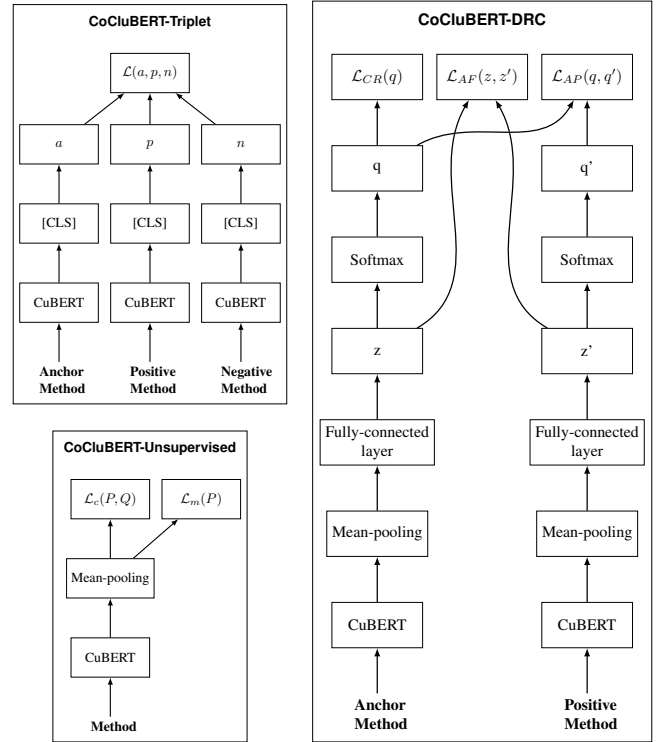 CoCluBERT-Triplet
ℒ(a, p, n)
a
p
n
[CLS]
[CLS]
[CLS]
CuBERT
CuBERT
CuBERT
Anchor
Method
Positive
Method
Negative
Method
CoCluBERT-Unsupervised
ℒc(P, Q)
ℒm(P)
Mean-pooling
CuBERT
Method
CoCluBERT-DRC
ℒCR(q)
ℒAF(z, z′)
ℒAP(q, q′)
q
q'
Softmax
Softmax
z
z'
Fully-connected
layer
Fully-connected
layer
Mean-pooling
Mean-pooling
CuBERT
CuBERT
Anchor
Method
Positive
Method